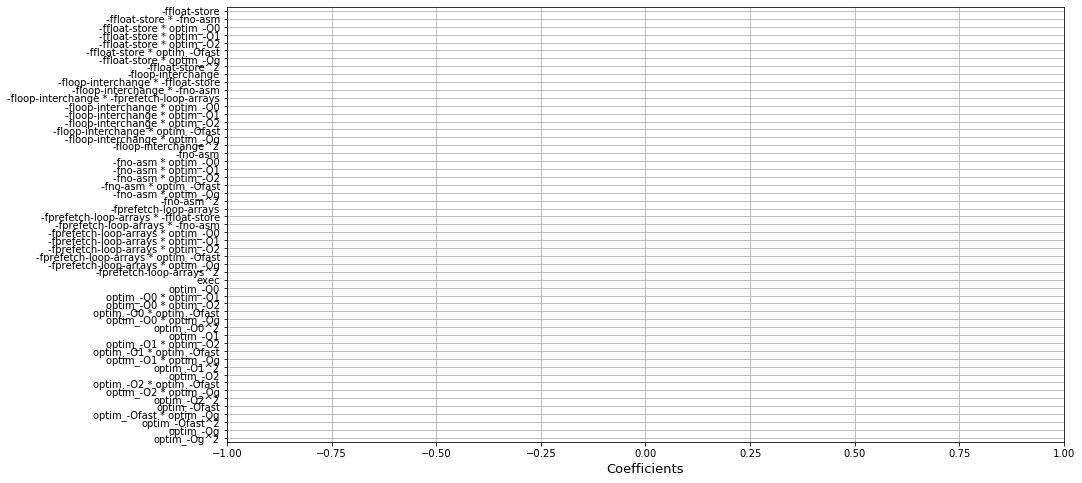 -ffloat-store
-ffloat-store * -fno-asm
-ffloat-store * optim_-O0
-ffloat-store * optim_-O1
-ffloat-store * optim_-O2
-ffloat-store * optim_-Ofast
-ffloat-store * optim_-Og
-ffloat-store^2
-floop-interchange
-floop-interchange * -ffloat-store
-floop-interchange * -fno-asm
-floop-interchange * -fprefetch-loop-arrays
-floop-interchange * optim_-O0
-floop-interchange * optim_-O1
-floop-interchange * optim_-O2
-floop-interchange * optim_-Ofast
-floop-interchange * optim_-Og
-floop-interchange^2
-fno-asm
-fno-asm * optim_-O0
-fno-asm * optim_-O1
-fno-asm * optim_-O2
-fno-asm * optim_-Ofast
-fno-asm * optim_-Og
-fno-asm^2
-fprefetch-loop-arrays
-fprefetch-loop-arrays * -ffloat-store
-fprefetch-loop-arrays * -fno-asm
-fprefetch-loop-arrays * optim_-O0
-fprefetch-loop-arrays * optim_-O1
-fprefetch-loop-arrays * optim_-O2
-fprefetch-loop-arrays * optim_-Ofast
-fprefetch-loop-arrays * optim_-Og
-fprefetch-loop-arrays^2
exec
optim_-O0
optim_-O0 * optim_-O1
optim_-O0 * optim_-O2
optim_-O0 * optim_-Ofast
optim_-O0 * optim_-Og
optim_-O0^2
optim_-O1
optim_-O1 * optim_-O2
optim_-O1 * optim_-Ofast
optim_-O1 * optim_-Og
optim_-O1^2
optim_-O2
optim_-O2 * optim_-Ofast
optim_-O2 * optim_-Og
optim_-O2^2
optim_-Ofast
optim_-Ofast * optim_-Og
optim_-Ofast^2
optim_-Og
optim_-Og^2
−1.00 −0.75 −0.50 −0.25 0.00 0.25 0.50 0.75 1.00
Coefficients